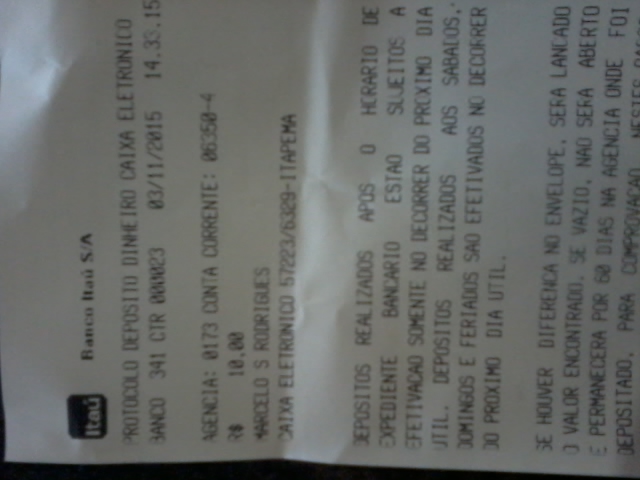 Itaú Banco Itaú S/A
PROTOCOLO DEPOSITO DINHEIRO CAIXA ELETRONICO
BANCO 341 CTR 000023 03/11/2015 14.33.15
AGENCIA: 0173 CONTA CORRENTE: 06350-4
R$ 10,00
MARCELO S RODRIGUES
CAIXA ELETRONICO 57223/6329-ITAPEMA
DEPOSITOS REALIZADOS APOS O HORARIO DE
EXPEDIENTE BANCARIO ESTAO SUJEITOS A
EFETIVACAO SOMENTE NO DECORRER DO PROXIMO DIA
UTIL. DEPOSITOS REALIZADOS AOS SABADOS,
DOMINGOS E FERIADOS SAO EFETIVADOS NO DECORRER
DO PROXIMO DIA UTIL.
SE HOUVER DIFERENCA NO ENVELOPE, SERA LANCADO
O VALOR ENCONTRADO. SE VAZIO, NAO SERA ABERTO
E PERMANECERA POR 60 DIAS NA AGENCIA ONDE FOI
DEPOSITADO. PARA COMPROVACAO